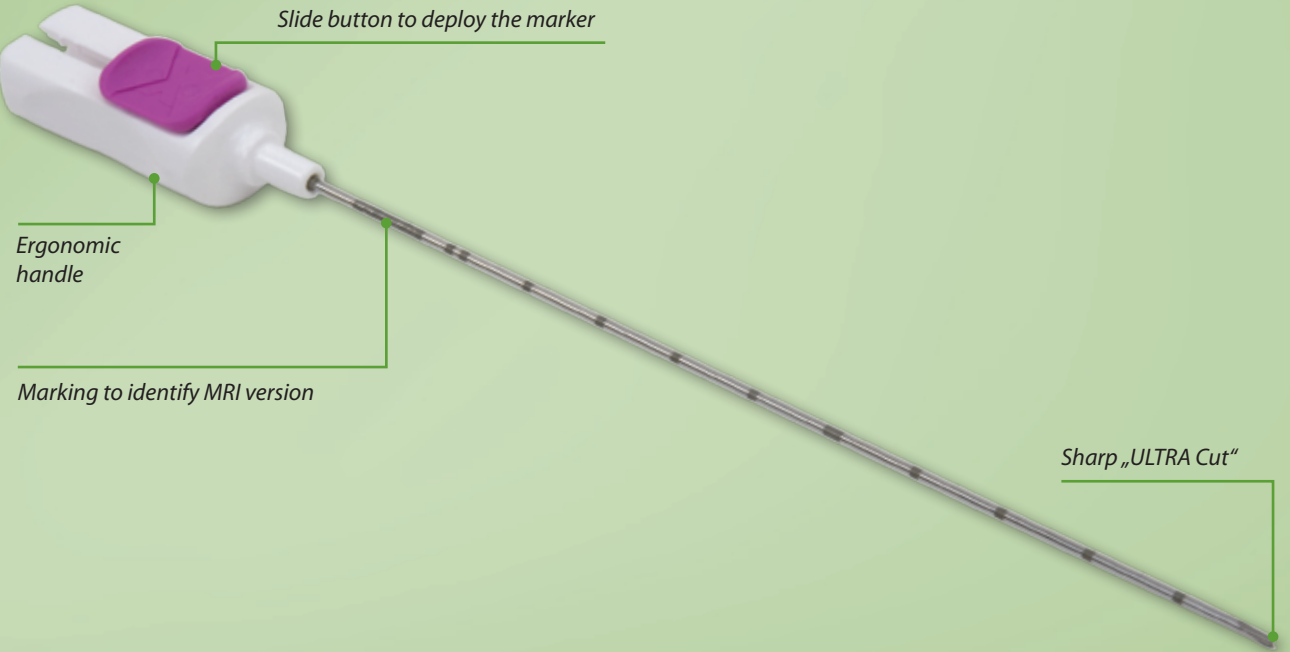 Slide button to deploy the marker
Ergonomic
handle
Marking to identify MRI version
Sharp „ULTRA Cut“